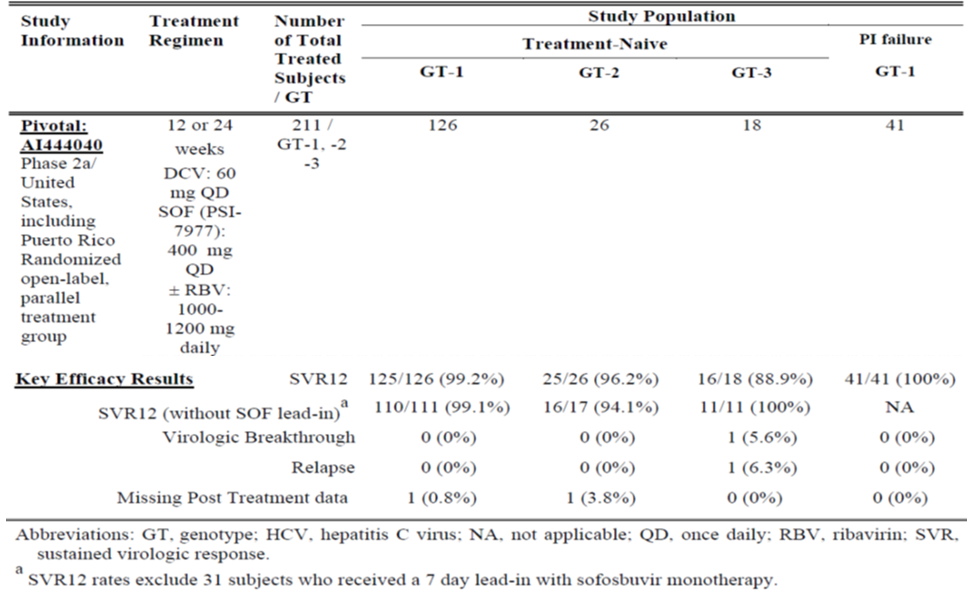 Study Information Treatment Regimen Number of Total Treated Subjects / GT Study Population
Treatment-Naive PI failure
GT-1 GT-2 GT-3 GT-1
Pivotal: AI444040 Phase 2a/ United States, including Puerto Rico Randomized open-label, parallel treatment group
12 or 24 weeks DCV: 60 mg QD SOF (PSI-7977): 400 mg QD ± RBV: 1000-1200 mg daily
211 / GT-1, -2 -3
126 26 18 41
Key Efficacy Results SVR12 125/126 (99.2%) 25/26 (96.2%) 16/18 (88.9%) 41/41 (100%)
SVR12 (without SOF lead-in)a 110/111 (99.1%) 16/17 (94.1%) 11/11 (100%) NA
Virologic Breakthrough 0 (0%) 0 (0%) 1 (5.6%) 0 (0%)
Relapse 0 (0%) 0 (0%) 1 (6.3%) 0 (0%)
Missing Post Treatment data 1 (0.8%) 1 (3.8%) 0 (0%) 0 (0%)
Abbreviations: GT, genotype; HCV, hepatitis C virus; NA, not applicable; QD, once daily; RBV, ribavirin; SVR,
sustained virologic response.
a SVR12 rates exclude 31 subjects who received a 7 day lead-in with sofosbuvir monotherapy.